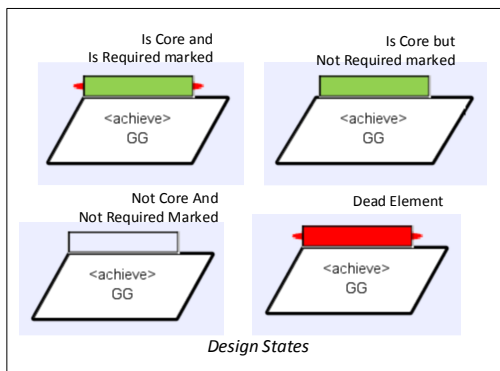 Is Core and
Is Required marked
<achieve>
GG
Is Core but
Not Required marked
<achieve>
GG
Not Core And
Not Required Marked
<achieve>
GG
Dead Element
<achieve>
GG
Design States